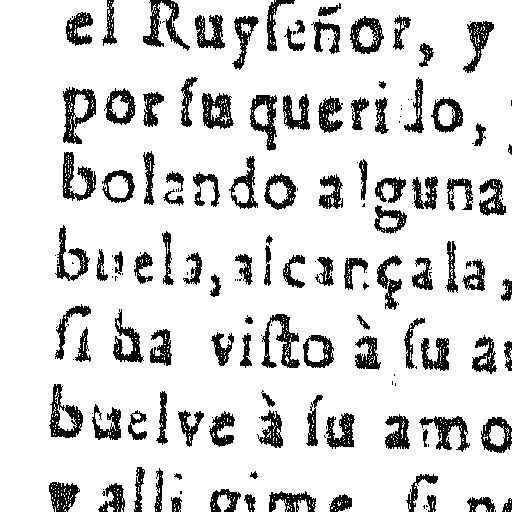 el Ruyſeñor, y
por ſu querido,
bolando alguna
buela, alcançala,
ſi ha viſto à ſu
buelve à ſu amo
y alli gime, ſi